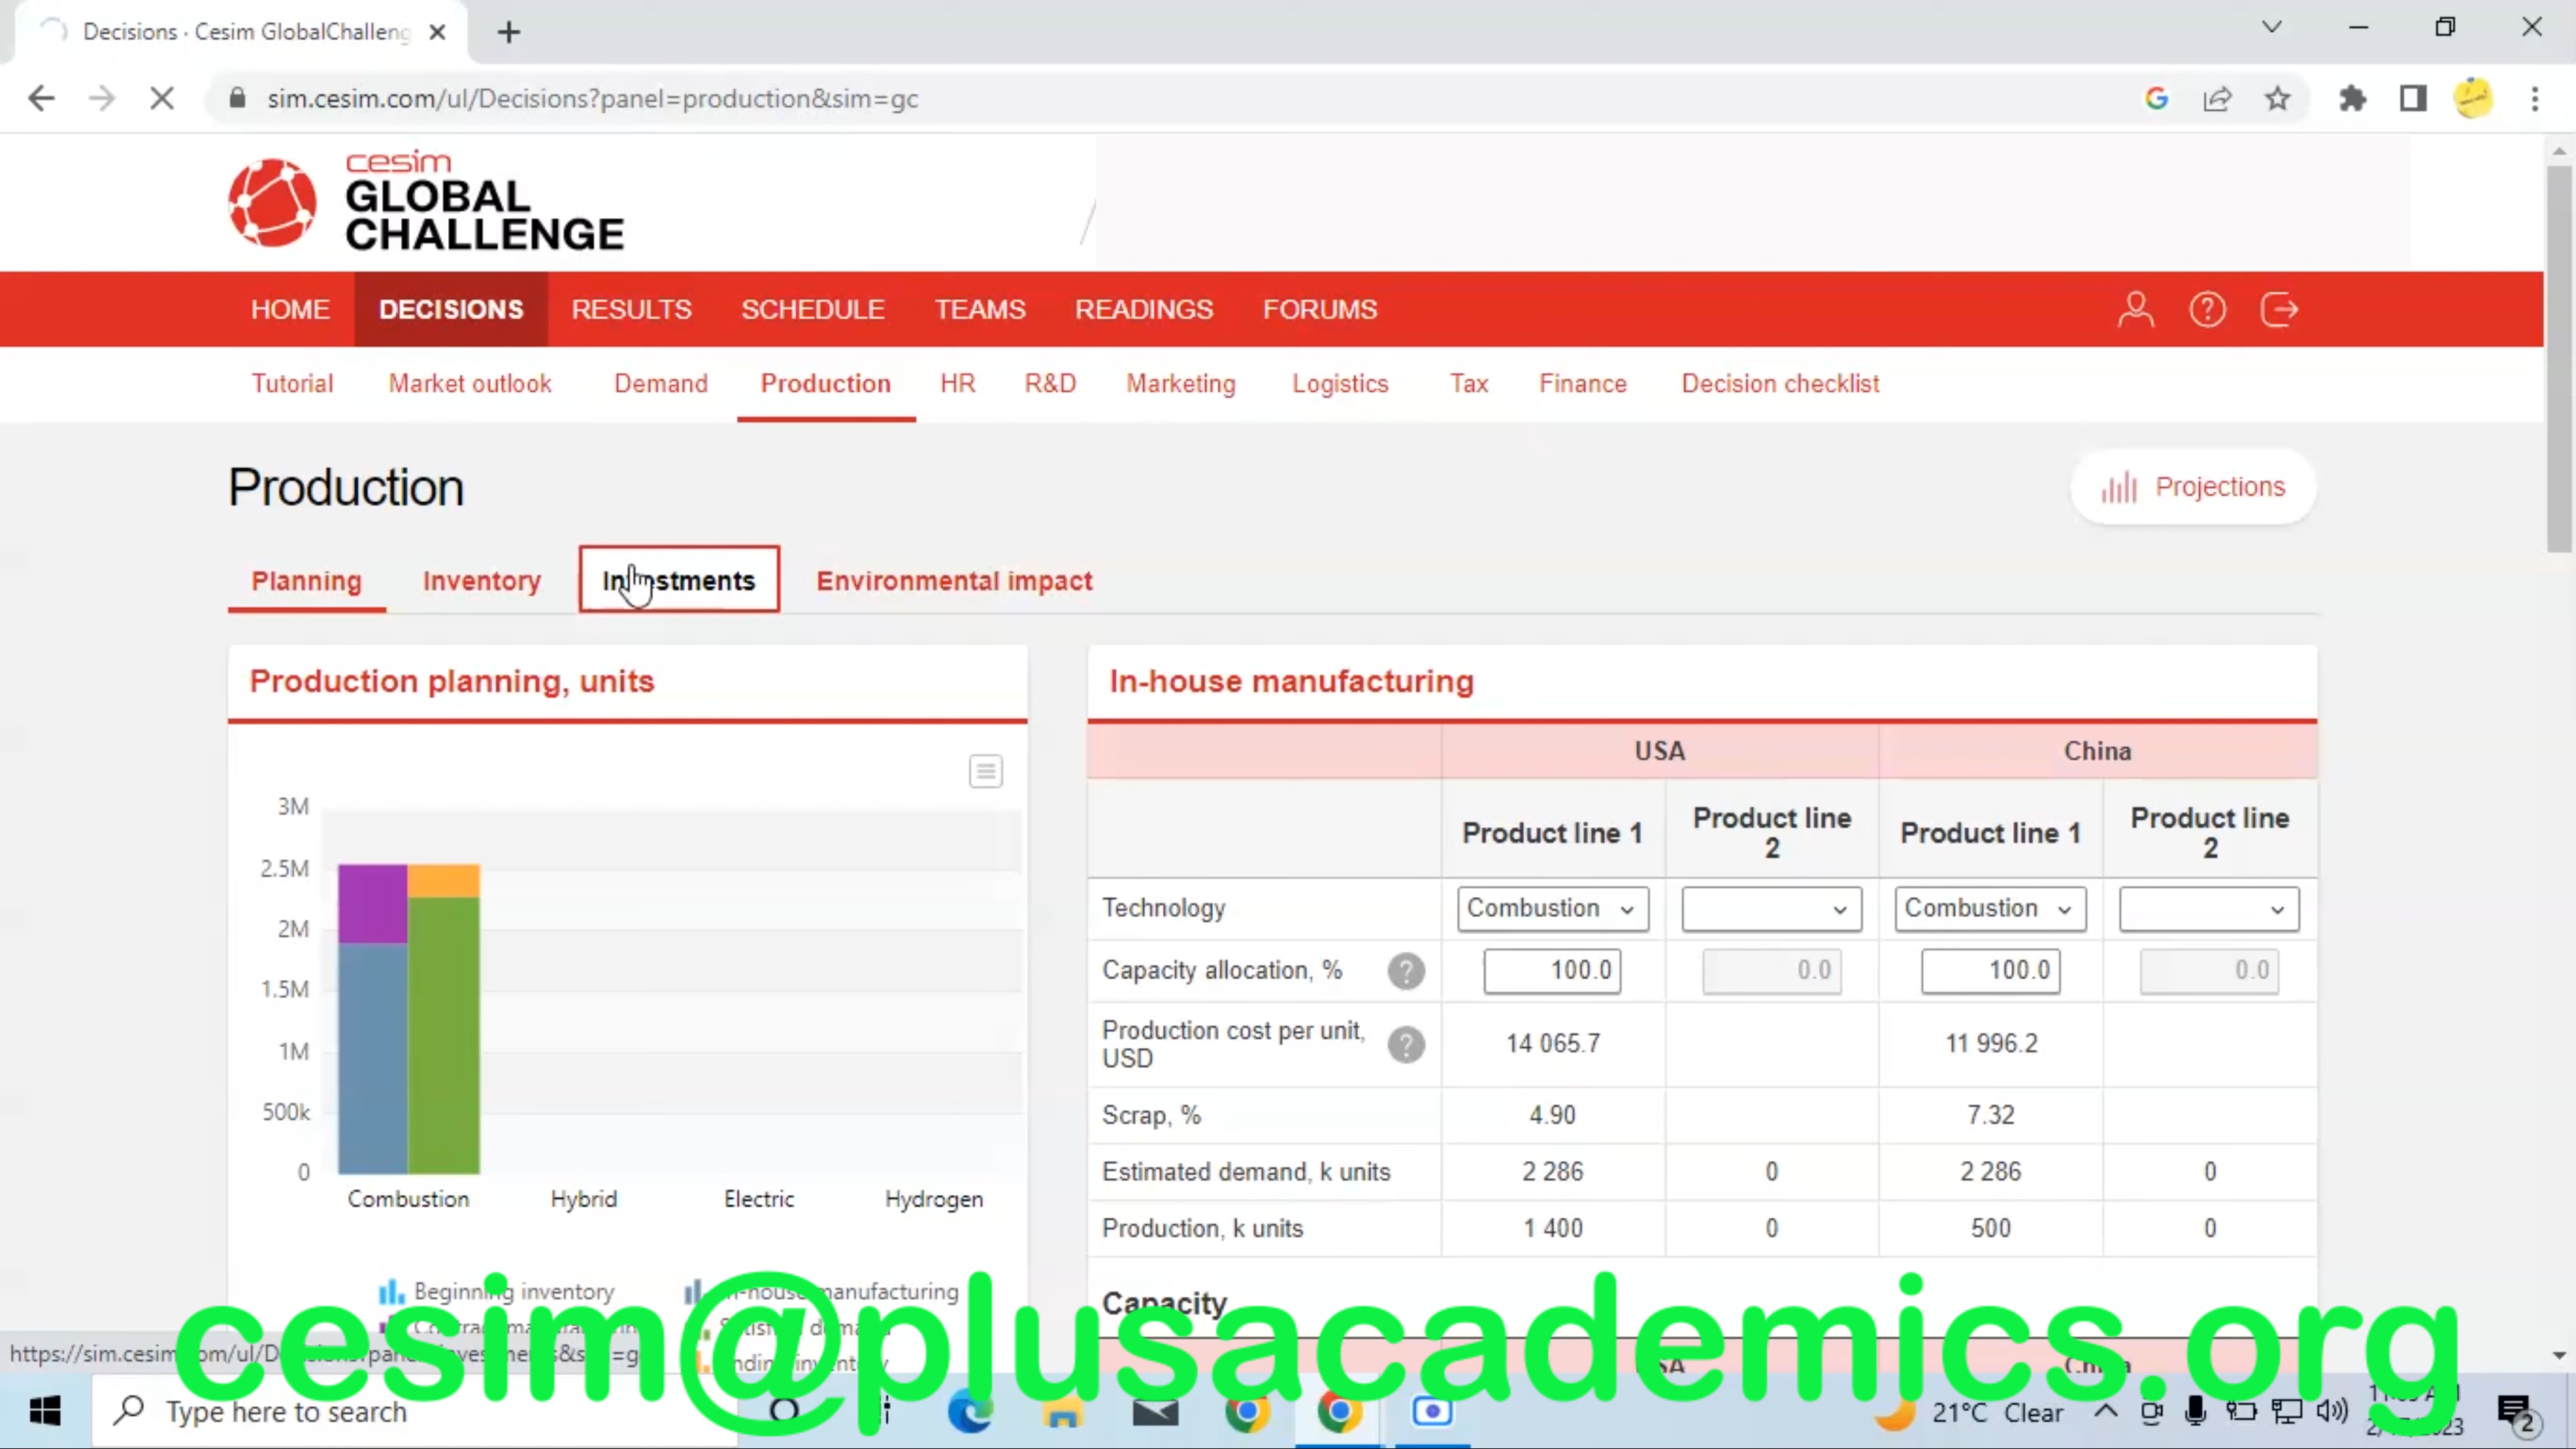 Decisions · Cesim GlobalChalleng
sim.cesim.com/ul/Decisions?panel=production&sim=gc
cesim
GLOBAL
CHALLENGE
HOME DECISIONS RESULTS SCHEDULE TEAMS READINGS FORUMS
Tutorial Market outlook Demand Production HR R&D Marketing Logistics Tax Finance Decision checklist
Production
Projections
Planning Inventory Investments Environmental impact
Production planning, units
3M
2.5M
2M
1.5M
1M
500k
0
Combustion Hybrid Electric Hydrogen
Beginning inventory In-house manufacturing
In-house manufacturing
USA China
Product line 1 Product line 2 Product line 1 Product line 2
Technology Combustion Combustion
Capacity allocation, % ? 100.0 0.0 100.0 0.0
Production cost per unit, USD ? 14 065.7 11 996.2
Scrap, % 4.90 7.32
Estimated demand, k units 2 286 0 2 286 0
Production, k units 1 400 0 500 0
Capacity
USA China
cesim@plusacademics.org
Type here to search
21°C Clear
2